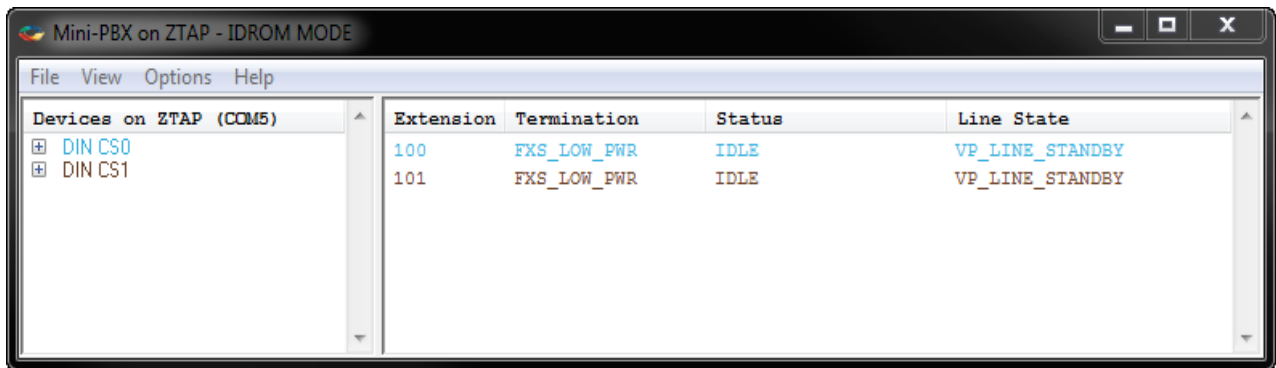 Mini-PBX on ZTAP - IDROM MODE
File View Options Help
Devices on ZTAP (COM5)
DIN CS0
DIN CS1
Extension Termination Status Line State
100 FXS_LOW_PWR IDLE VP_LINE_STANDBY
101 FXS_LOW_PWR IDLE VP_LINE_STANDBY